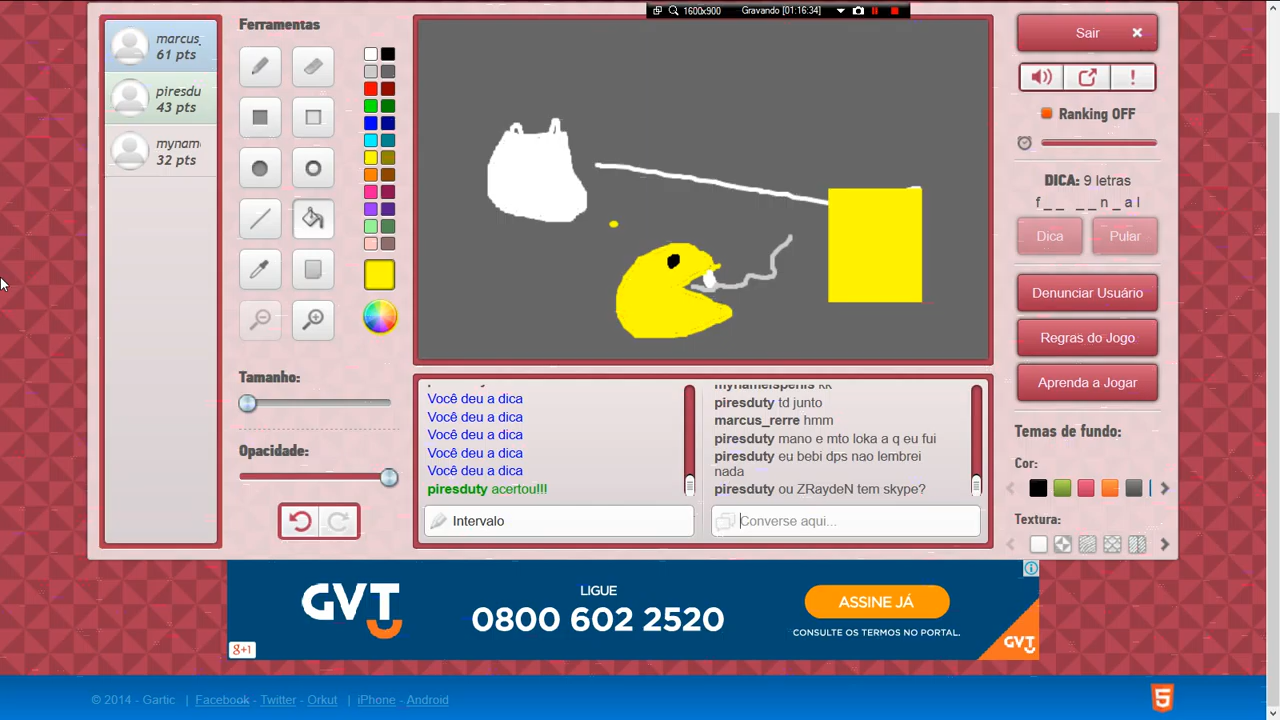 1600x900 Gravando [01:16:34]
marcus_
61 pts
piresdu
43 pts
mynam
32 pts
Ferramentas
Tamanho:
Opacidade:
Você deu a dica
Você deu a dica
Você deu a dica
Você deu a dica
Você deu a dica
piresduty acertou!!!
Intervalo
piresduty td junto
marcus_rerre hmm
piresduty mano e mto loka a q eu fui
piresduty eu bebi dps nao lembrei
nada
piresduty ou ZRaydeN tem skype?
Converse aqui...
Sair
Ranking OFF
DICA: 9 letras
f _ _ _ _ n _ a l
Dica Pular
Denunciar Usuário
Regras do Jogo
Aprenda a Jogar
Temas de fundo:
Cor:
Textura:
GVT
LIGUE
0800 602 2520
ASSINE JÁ
CONSULTE OS TERMOS NO PORTAL.
GVT
g+1
© 2014 - Gartic | Facebook - Twitter - Orkut | iPhone - Android
5